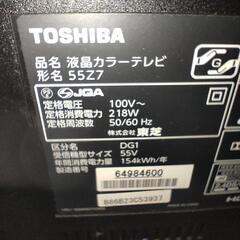 TOSHIBA
品名 液晶カラーテレビ
形名 55Z7
JQA
定格電圧 100V~
定格消費電力 218W
定格周波数 50/60 Hz
株式会社 東芝
区分名 DG1
受信機型サイズ 55V
年間消費電力量 154kWh/年
製造番号 64984600
B86B23C53937